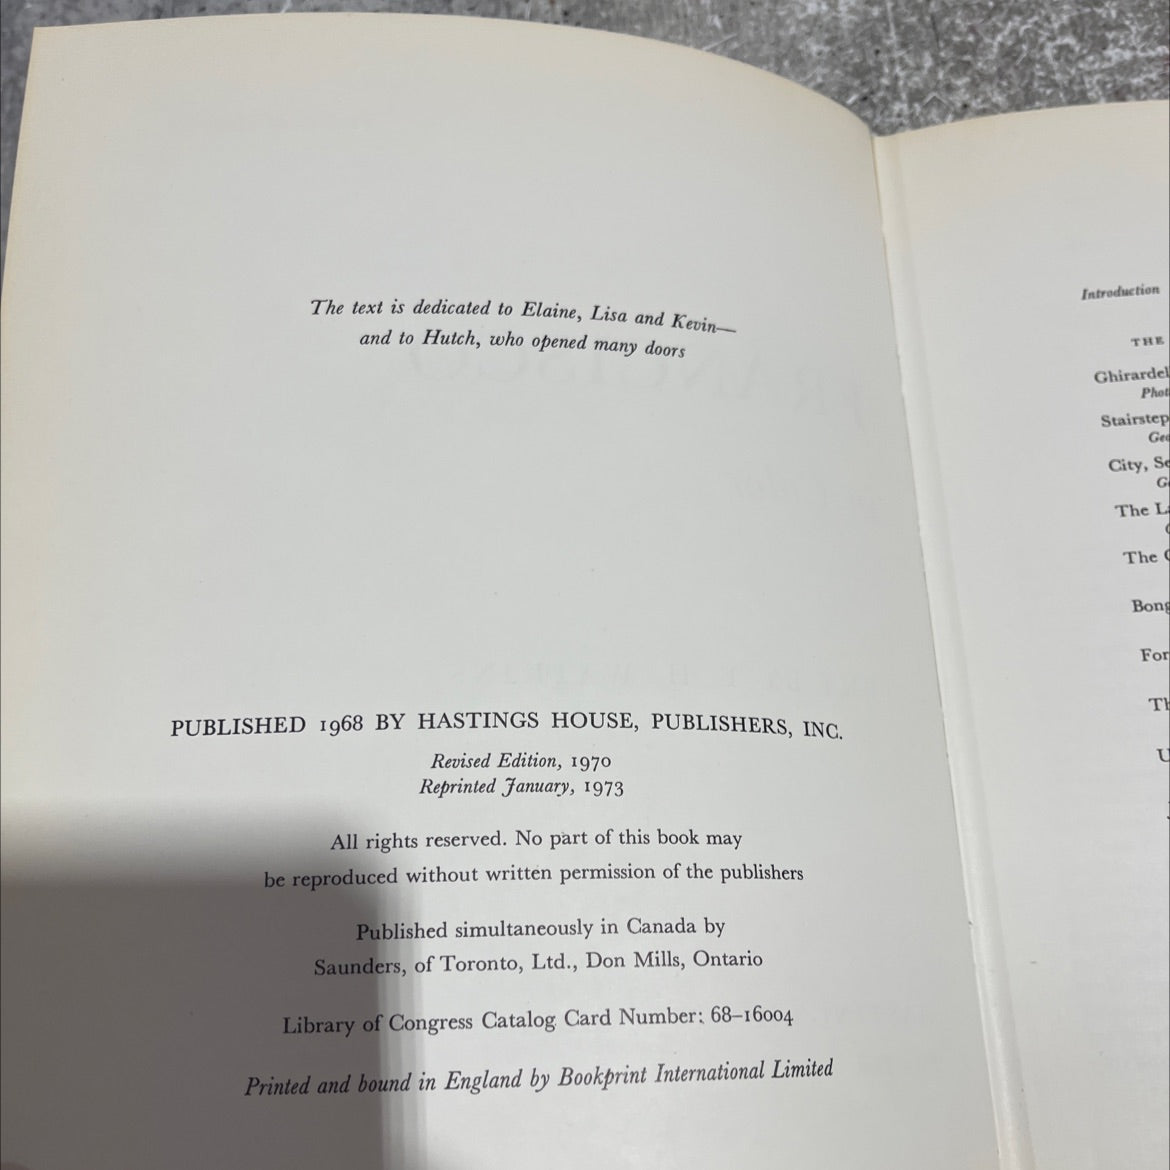 The text is dedicated to Elaine, Lisa and Kevin—
and to Hutch, who opened many doors
PUBLISHED 1968 BY HASTINGS HOUSE, PUBLISHERS, INC.
Revised Edition, 1970
Reprinted January, 1973
All rights reserved. No part of this book may
be reproduced without written permission of the publishers
Published simultaneously in Canada by
Saunders, of Toronto, Ltd., Don Mills, Ontario
Library of Congress Catalog Card Number: 68–16004
Printed and bound in England by Bookprint International Limited
Introduction
THE
Ghirardel
Phot
Stairstep
Geo
City, Se
G
The La
The
Bong
For
Th
U